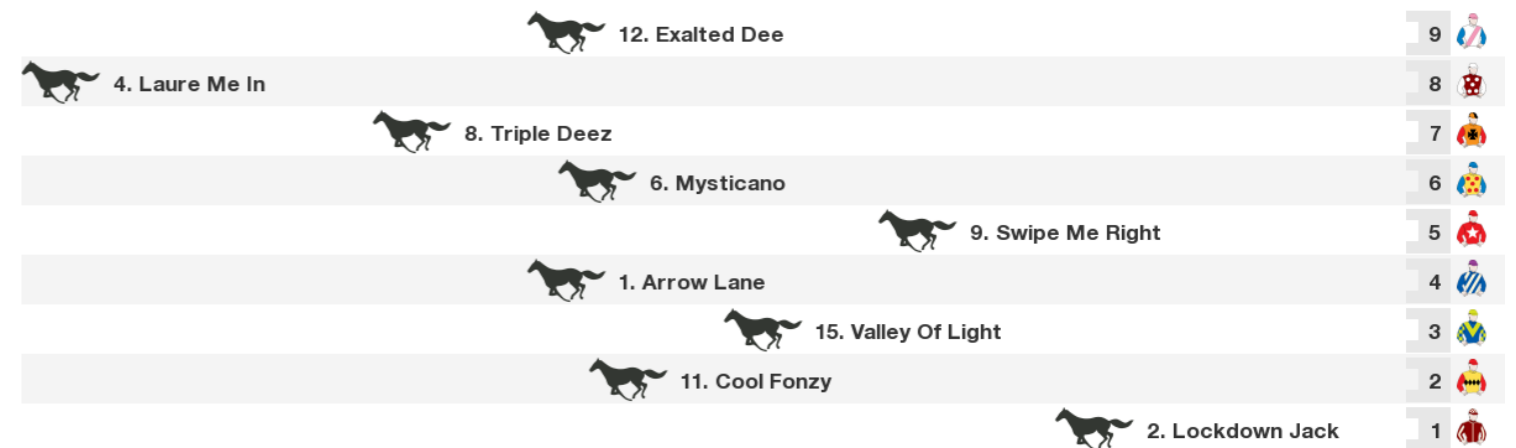 12. Exalted Dee 9
4. Laure Me In 8
8. Triple Deez 7
6. Mysticano 6
9. Swipe Me Right 5
1. Arrow Lane 4
15. Valley Of Light 3
11. Cool Fonzy 2
2. Lockdown Jack 1